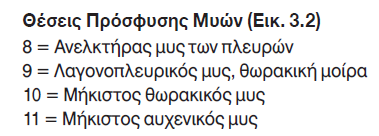 Θέσεις Πρόσφυσης Μυών (Εικ. 3.2)
8 = Ανελκτήρας μυς των πλευρών
9 = Λαγονοπλευρικός μυς, θωρακική μοίρα
10 = Μήκιστος θωρακικός μυς
11 = Μήκιστος αυχενικός μυς